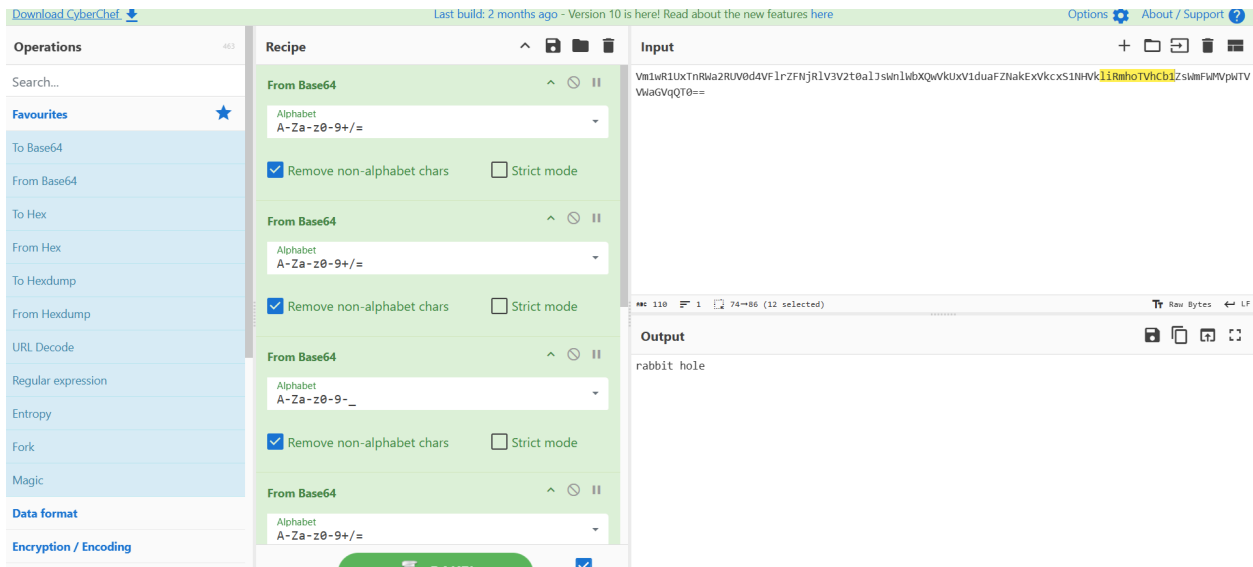 Download CyberChef
Last build: 2 months ago - Version 10 is here! Read about the new features here
Options
About / Support
Operations
463
Search...
Favourites
To Base64
From Base64
To Hex
From Hex
To Hexdump
From Hexdump
URL Decode
Regular expression
Entropy
Fork
Magic
Data format
Encryption / Encoding
Recipe
From Base64
Alphabet
A-Za-z0-9+/=
Remove non-alphabet chars
Strict mode
From Base64
Alphabet
A-Za-z0-9+/=
Remove non-alphabet chars
Strict mode
From Base64
Alphabet
A-Za-z0-9-_
Remove non-alphabet chars
Strict mode
From Base64
Alphabet
A-Za-z0-9+/=
Input
Vm1wR1UxTnRWa2RUV0d4VFlrZFNjRlV3V2t0alJsWnlWbXQwVkUxV1duaFZNakExVkcxS1NHVkliRmhoTVhCb1ZsWmFWMVpWTV
VWaGVqQT0==
ᴀʙᴄ 110
1
74→86 (12 selected)
Raw Bytes
LF
Output
rabbit hole